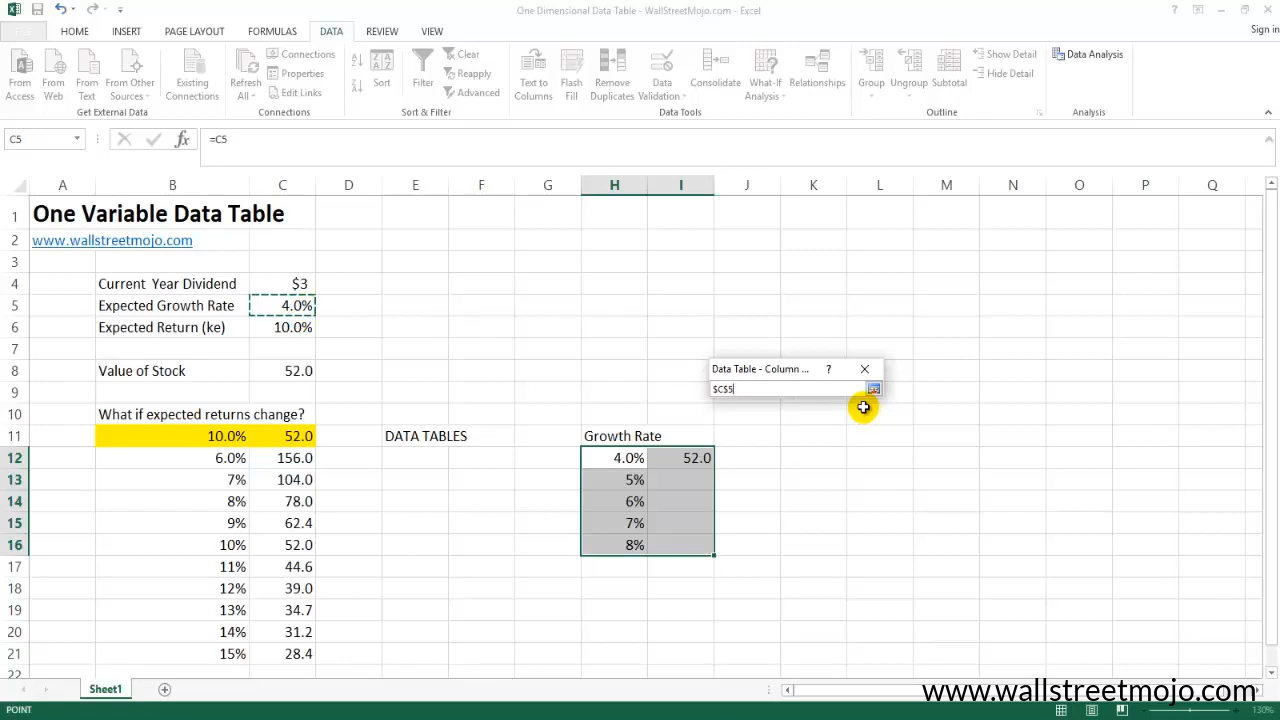 One Dimensional Data Table - WallStreetMojo.com - Excel
Sign in
HOME INSERT PAGE LAYOUT FORMULAS DATA REVIEW VIEW
From Access
From Web
From Text
From Other Sources
Existing Connections
Get External Data
Refresh All
Connections
Properties
Edit Links
Connections
Sort
Filter
Clear
Reapply
Advanced
Sort & Filter
Text to Columns
Flash Fill
Remove Duplicates
Data Validation
Consolidate
What-If Analysis
Relationships
Data Tools
Group
Ungroup
Subtotal
Show Detail
Hide Detail
Outline
Data Analysis
Analysis
C5 fx =C5
A B C D E F G H I J K L M N O P Q
1 One Variable Data Table
2 www.wallstreetmojo.com
3
4 Current Year Dividend $3
5 Expected Growth Rate 4.0%
6 Expected Return (ke) 10.0%
7
8 Value of Stock 52.0
Data Table - Column ... ?
$C$5
9
10 What if expected returns change?
11 10.0% 52.0 DATA TABLES Growth Rate
12 6.0% 156.0 4.0% 52.0
13 7% 104.0 5%
14 8% 78.0 6%
15 9% 62.4 7%
16 10% 52.0 8%
17 11% 44.6
18 12% 39.0
19 13% 34.7
20 14% 31.2
21 15% 28.4
22
Sheet1
www.wallstreetmojo.com
POINT 130%